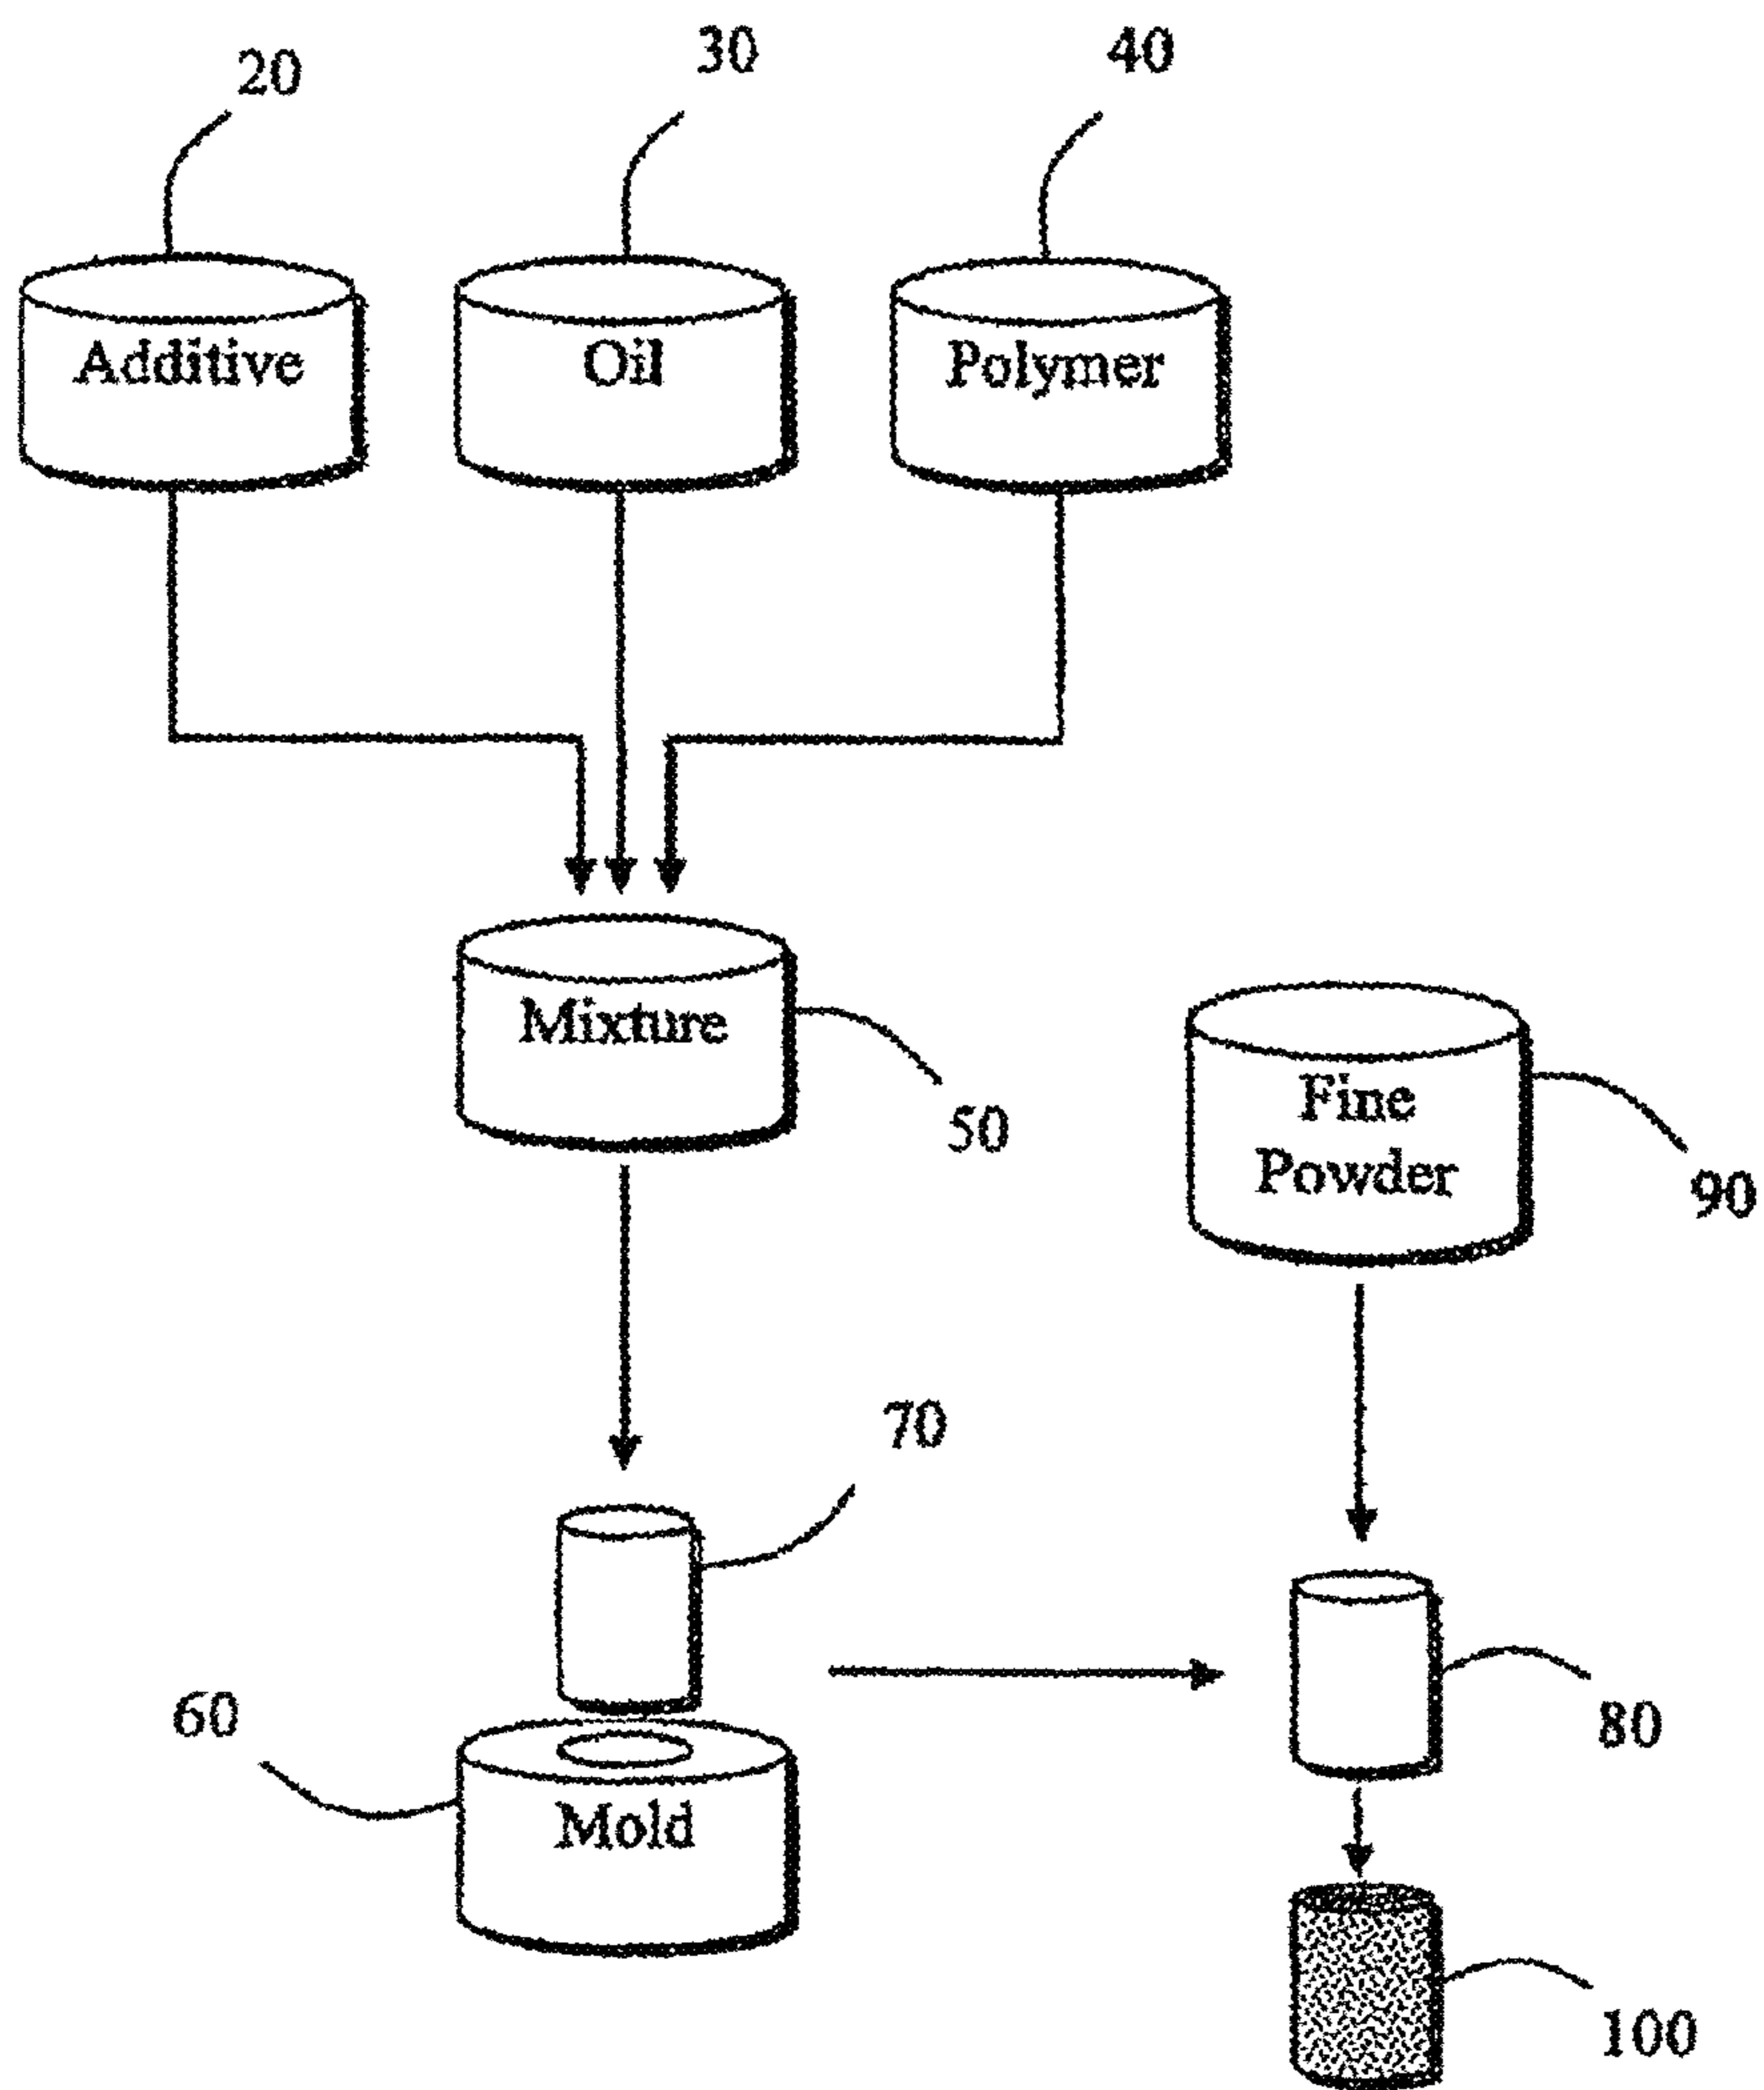 20
30
40
Additive
Oil
Polymer
Mixture
50
Fine
Powder
90
70
60
Mold
80
100